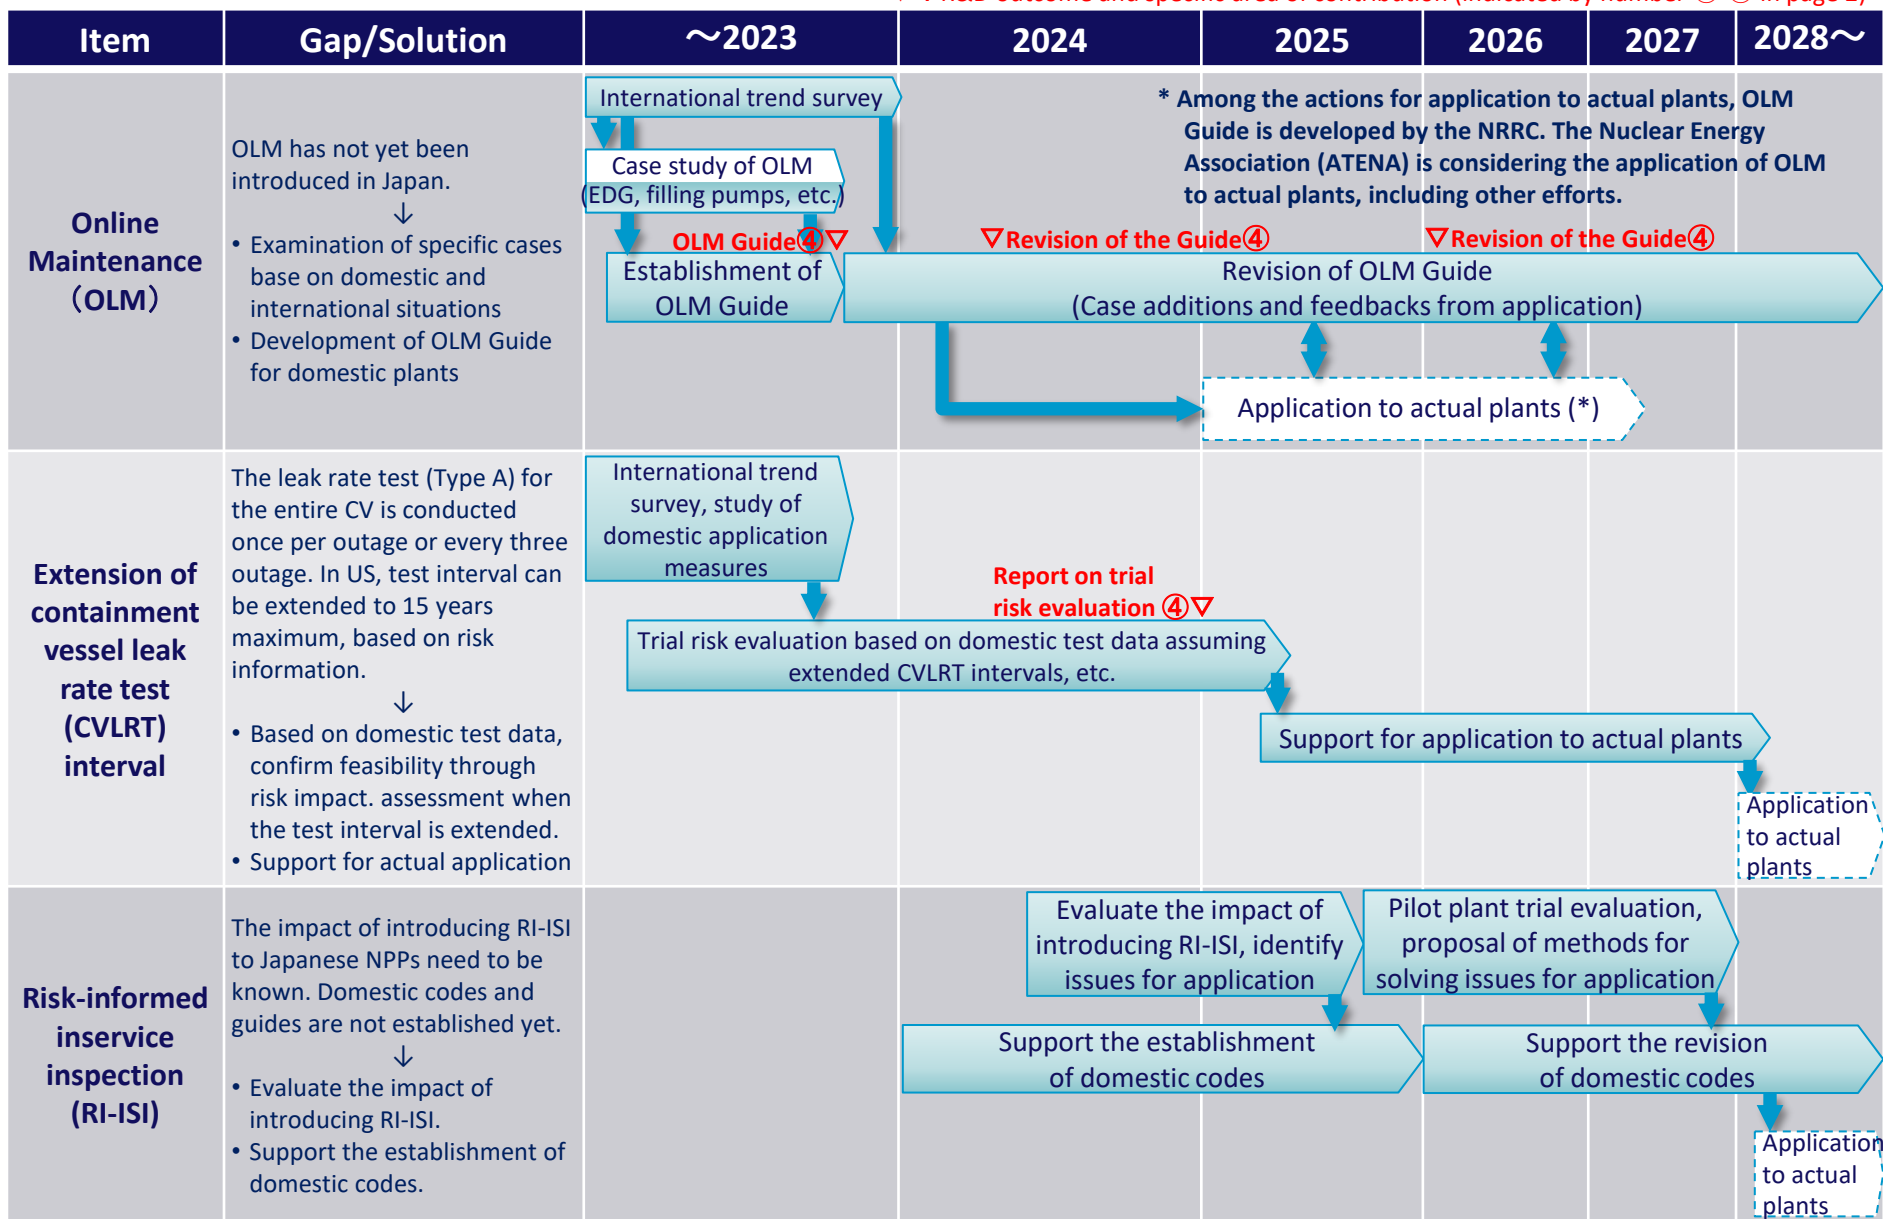 R&D outcome and specific area of contribution (indicated by number
in page 2)
Item
Gap/Solution
～2023
2024
2025
2026
2027
2028～
Online
Maintenance
（OLM）
OLM has not yet been
introduced in Japan.
↓
• Examination of specific cases
base on domestic and
international situations
• Development of OLM Guide
for domestic plants
International trend survey
Case study of OLM
(EDG, filling pumps, etc.)
OLM Guide④▽
Establishment of
OLM Guide
* Among the actions for application to actual plants, OLM
Guide is developed by the NRRC. The Nuclear Energy
Association (ATENA) is considering the application of OLM
to actual plants, including other efforts.
▽Revision of the Guide④
▽Revision of the Guide④
Revision of OLM Guide
(Case additions and feedbacks from application)
Application to actual plants (*)
Extension of
containment
vessel leak
rate test
(CVLRT)
interval
The leak rate test (Type A) for
the entire CV is conducted
once per outage or every three
outage. In US, test interval can
be extended to 15 years
maximum, based on risk
information.
↓
• Based on domestic test data,
confirm feasibility through
risk impact. assessment when
the test interval is extended.
• Support for actual application
International trend
survey, study of
domestic application
measures
Report on trial
risk evaluation ④▽
Trial risk evaluation based on domestic test data assuming
extended CVLRT intervals, etc.
Support for application to actual plants
Application
to actual
plants
Risk-informed
inservice
inspection
(RI-ISI)
The impact of introducing RI-ISI
to Japanese NPPs need to be
known. Domestic codes and
guides are not established yet.
↓
• Evaluate the impact of
introducing RI-ISI.
• Support the establishment of
domestic codes.
Evaluate the impact of
introducing RI-ISI, identify
issues for application
Pilot plant trial evaluation,
proposal of methods for
solving issues for application
Support the establishment
of domestic codes
Support the revision
of domestic codes
Application
to actual
plants